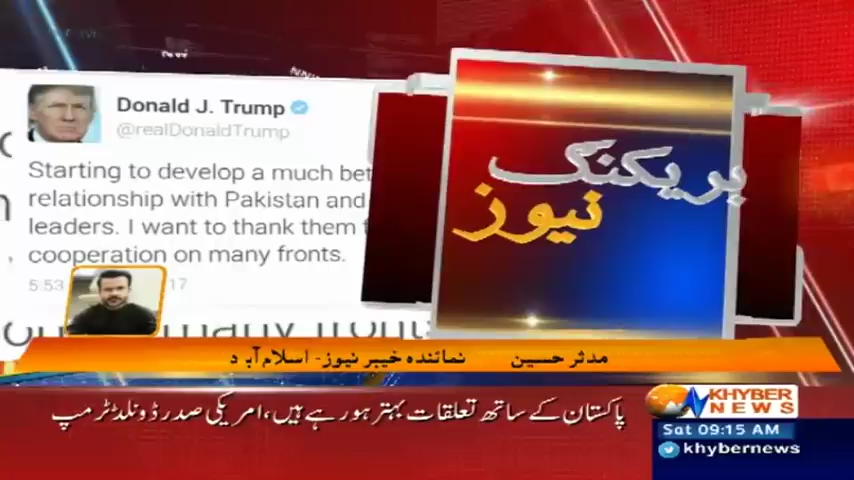 Donald J. Trump
@realDonaldTrump
Starting to develop a much bet
relationship with Pakistan and
leaders. I want to thank them
cooperation on many fronts.
5:53
17
بریکنگ
نیوز
مدثر حسین نمائندہ خیبر نیوز- اسلام آباد
پاکستان کے ساتھ تعلقات بہتر ہورہے ہیں، امریکی صدر ڈونلڈ ٹرمپ
KHYBER
NEWS
Sat 09:15 AM
khybernews